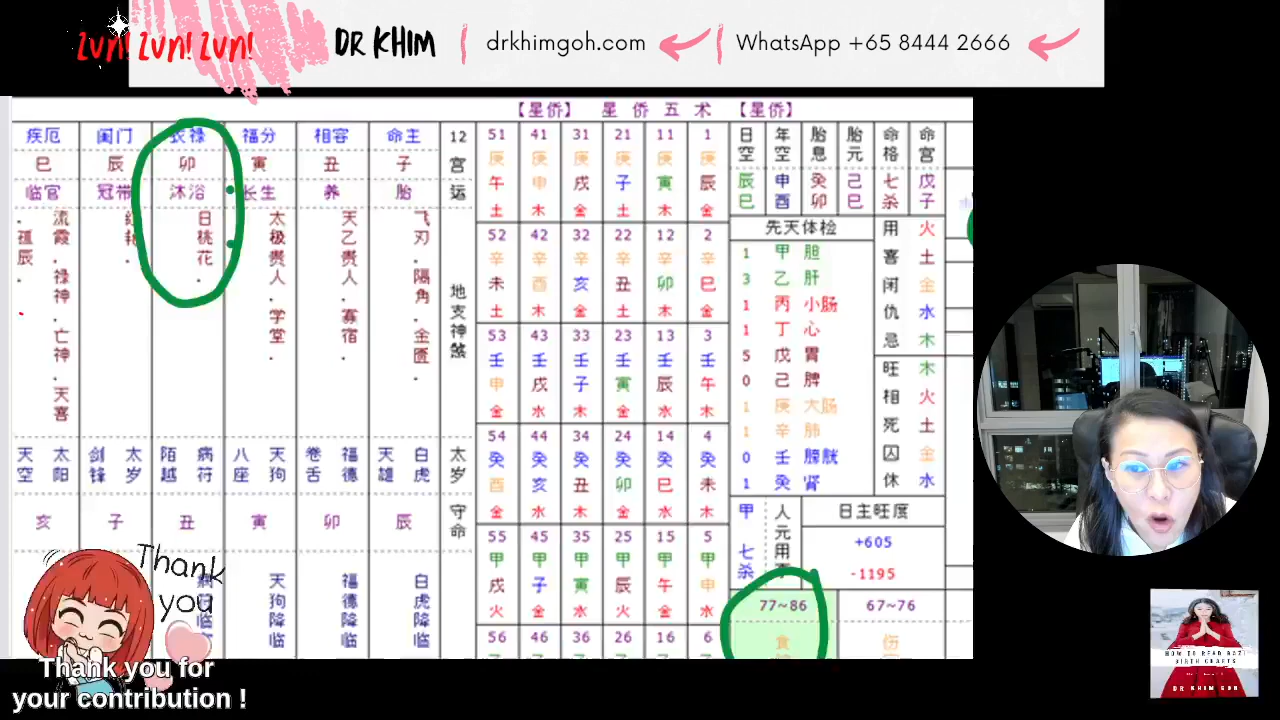 Zun! Zun! Zun! DR KHIM | drkhimgoh.com | WhatsApp +65 8444 2666
【星侨】 星 侨 五 术 【星侨】
疾厄 闺门 衣禄 福分 相容 命主 12宫
巳 辰 卯 寅 丑 子
临官 冠带 沐浴 长生 养 胎 运
流霞．禄神．亡神．天喜．孤辰．
红艳．
日桃花．
太极贵人．学堂．
天乙贵人．寡宿．
飞刃．隔角．金匮．
地支神煞
太阳 天空
太岁 剑锋
病符 陌越
天狗 八座
福德 卷舌
白虎 天雄
太岁
亥 子 丑 寅 卯 辰 守命
天狗降临
福德降临
白虎降临
51 41 31 21 11 1
庚 庚 庚 庚 庚 庚
午 申 戌 子 寅 辰
土 木 金 土 木 金
52 42 32 22 12 2
辛 辛 辛 辛 辛 辛
未 酉 亥 丑 卯 巳
土 木 金 土 木 金
53 43 33 23 13 3
壬 壬 壬 壬 壬 壬
申 戌 子 寅 辰 午
金 水 木 金 水 木
54 44 34 24 14 4
癸 癸 癸 癸 癸 癸
酉 亥 丑 卯 巳 未
金 水 木 金 水 木
55 45 35 25 15 5
甲 甲 甲 甲 甲 甲
戌 子 寅 辰 午 申
火 金 水 火 金 水
56 46 36 26 16 6
日空 年空 胎息 胎元 命格 命宫
辰巳 申酉 癸卯 己巳 七杀 戊子
先天体检
1 甲 胆
3 乙 肝
1 丙 小肠
1 丁 心
5 戊 胃
0 己 脾
1 庚 大肠
1 辛 肺
0 壬 膀胱
1 癸 肾
用 火
喜 土
闲 金
仇 水
忌 木
旺 木
相 火
死 土
囚 金
休 水
甲 七杀
人元用
日主旺度
+605
-1195
77~86 67~76
食 伤
Thank you
Thank you for
your contribution !
HOW TO READ BAZI
BIRTH CHARTS
DR KHIM GOH